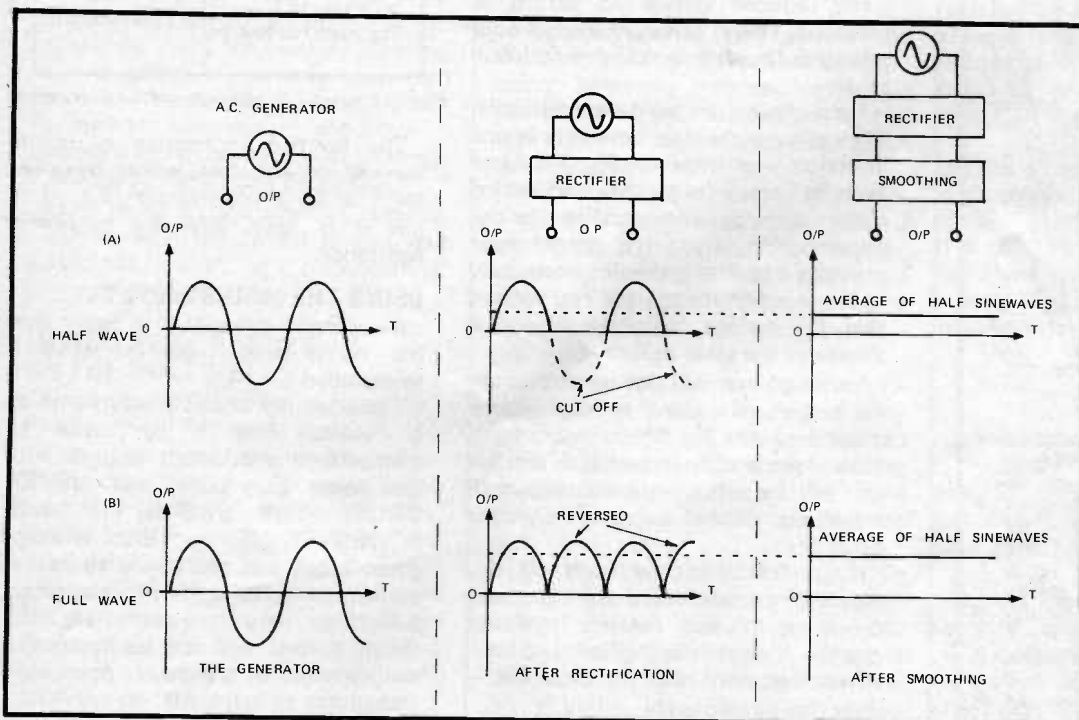 A.C. GENERATOR
O/P
RECTIFIER
O P
RECTIFIER
SMOOTHING
O/P
(A)
O/P
HALF WAVE
0
T
O/P
0
T
CUT OFF
O/P
AVERAGE OF HALF SINEWAVES
0
T
(B)
O/P
FULL WAVE
0
T
THE GENERATOR
O/P
REVERSEO
0
T
AFTER RECTIFICATION
O/P
AVERAGE OF HALF SINEWAVES
0
T
AFTER SMOOTHING